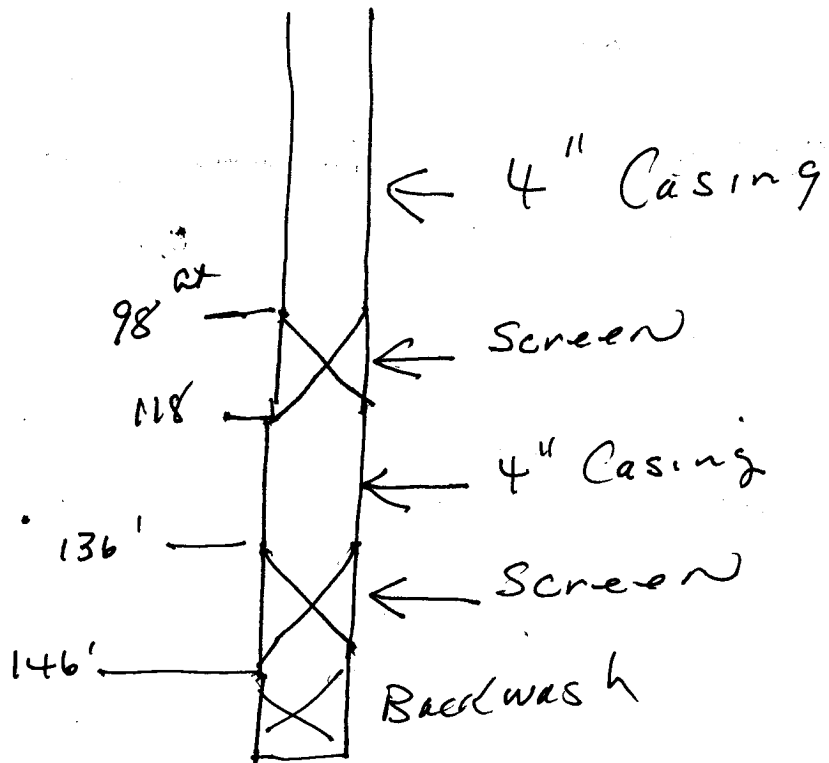 4" Casing
at
98
Screen
118
4" Casing
136'
Screen
146'
Backwash